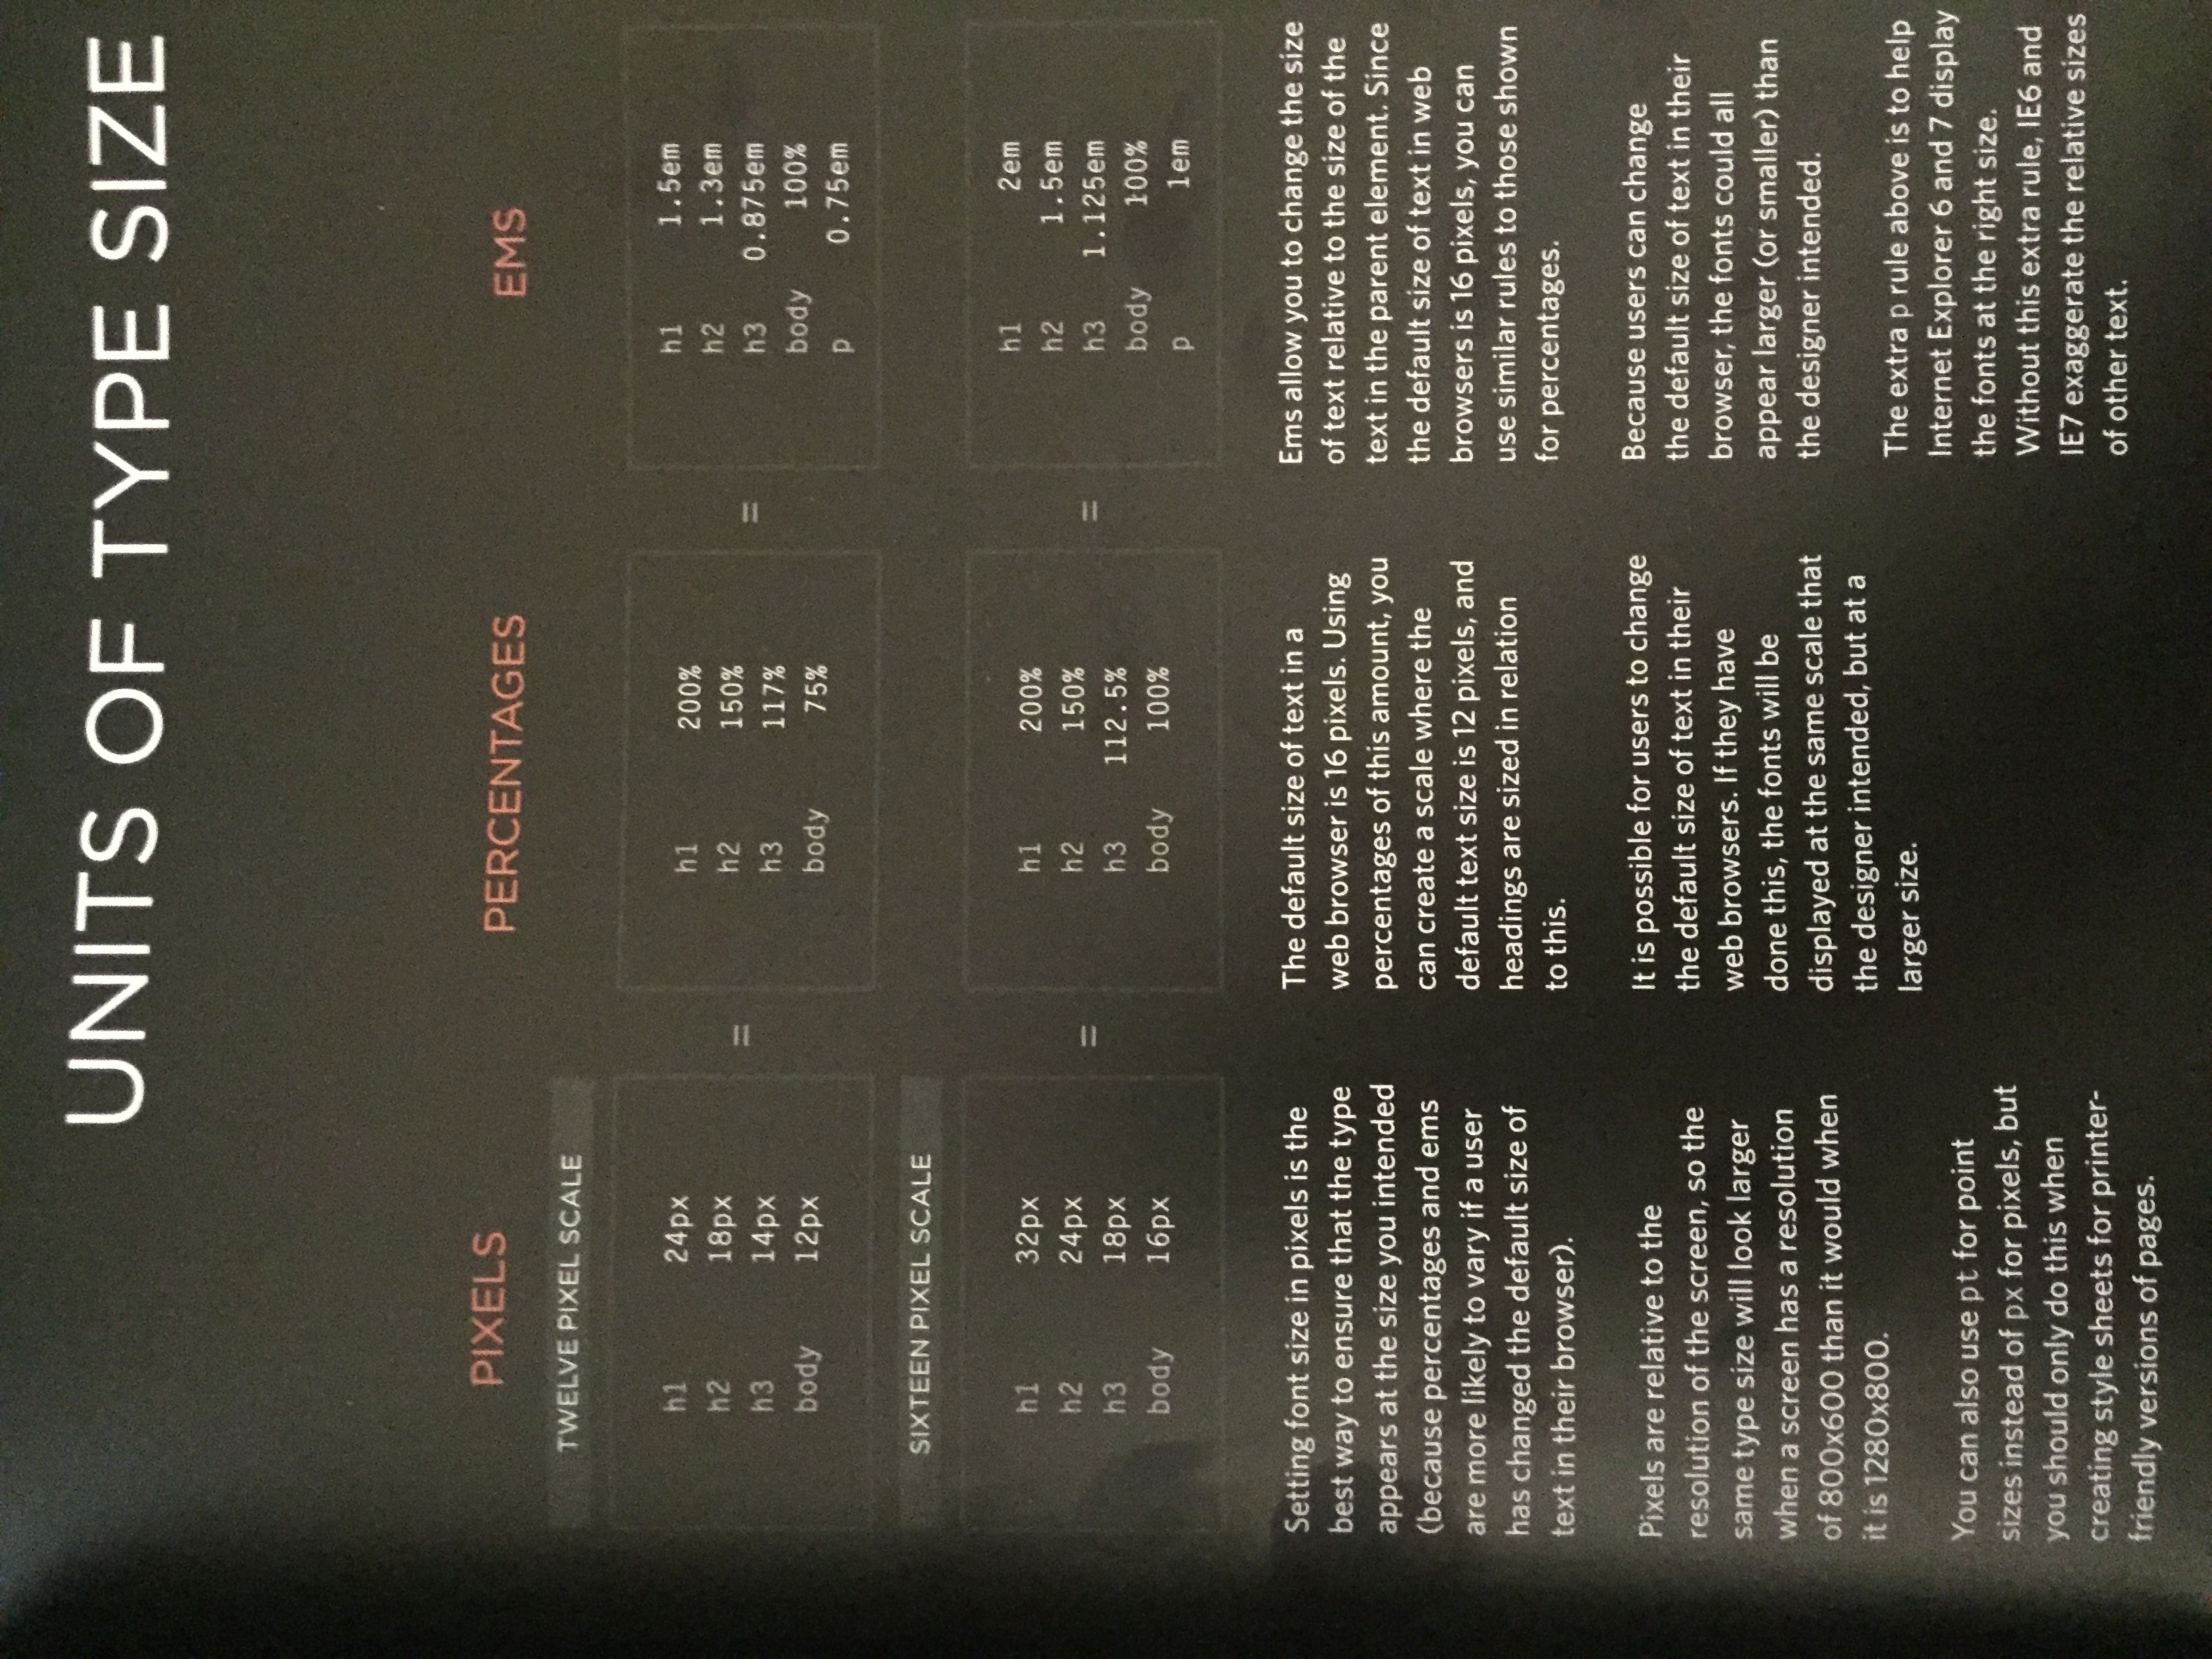 UNITS OF TYPE SIZE
PIXELS
TWELVE PIXEL SCALE
h1 24px
h2 18px
h3 14px
body 12px
=
PERCENTAGES
h1 200%
h2 150%
h3 117%
body 75%
=
EMS
h1 1.5em
h2 1.3em
h3 0.875em
body 100%
p 0.75em
SIXTEEN PIXEL SCALE
h1 32px
h2 24px
h3 18px
body 16px
=
h1 200%
h2 150%
h3 112.5%
body 100%
=
h1 2em
h2 1.5em
h3 1.125em
body 100%
p 1em
Setting font size in pixels is the
best way to ensure that the type
appears at the size you intended
(because percentages and ems
are more likely to vary if a user
has changed the default size of
text in their browser).
Pixels are relative to the
resolution of the screen, so the
same type size will look larger
when a screen has a resolution
of 800x600 than it would when
it is 1280x800.
You can also use pt for point
sizes instead of px for pixels, but
you should only do this when
creating style sheets for printer-
friendly versions of pages.
The default size of text in a
web browser is 16 pixels. Using
percentages of this amount, you
can create a scale where the
default text size is 12 pixels, and
headings are sized in relation
to this.
It is possible for users to change
the default size of text in their
web browsers. If they have
done this, the fonts will be
displayed at the same scale that
the designer intended, but at a
larger size.
Ems allow you to change the size
of text relative to the size of the
text in the parent element. Since
the default size of text in web
browsers is 16 pixels, you can
use similar rules to those shown
for percentages.
Because users can change
the default size of text in their
browser, the fonts could all
appear larger (or smaller) than
the designer intended.
The extra p rule above is to help
Internet Explorer 6 and 7 display
the fonts at the right size.
Without this extra rule, IE6 and
IE7 exaggerate the relative sizes
of other text.